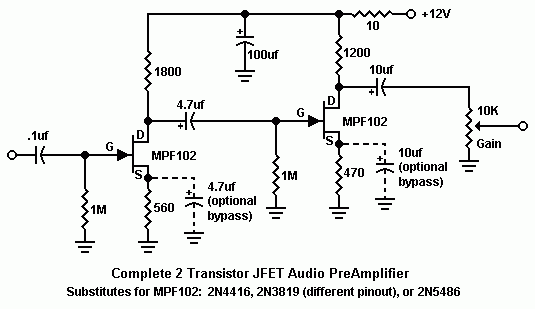 +12V
10
1800
+
100uf
1200
10uf
+
4.7uf
+
D
10K
.1uf
D
G
MPF102
Gain
G
MPF102
S
S
+
10uf
(optional
bypass)
1M
470
+
4.7uf
(optional
bypass)
1M
560
Complete 2 Transistor JFET Audio PreAmplifier
Substitutes for MPF102: 2N4416, 2N3819 (different pinout), or 2N5486